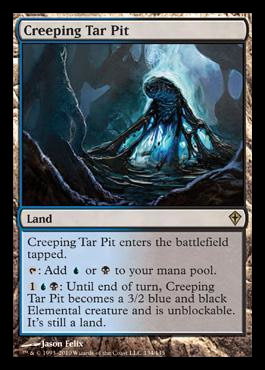 Creeping Tar Pit
Land
Creeping Tar Pit enters the battlefield
tapped.
: Add or to your mana pool.
1 : Until end of turn, Creeping
Tar Pit becomes a 3/2 blue and black
Elemental creature and is unblockable.
It's still a land.
Jason Felix
™ & © 1993-2010 Wizards of the Coast LLC 134/145